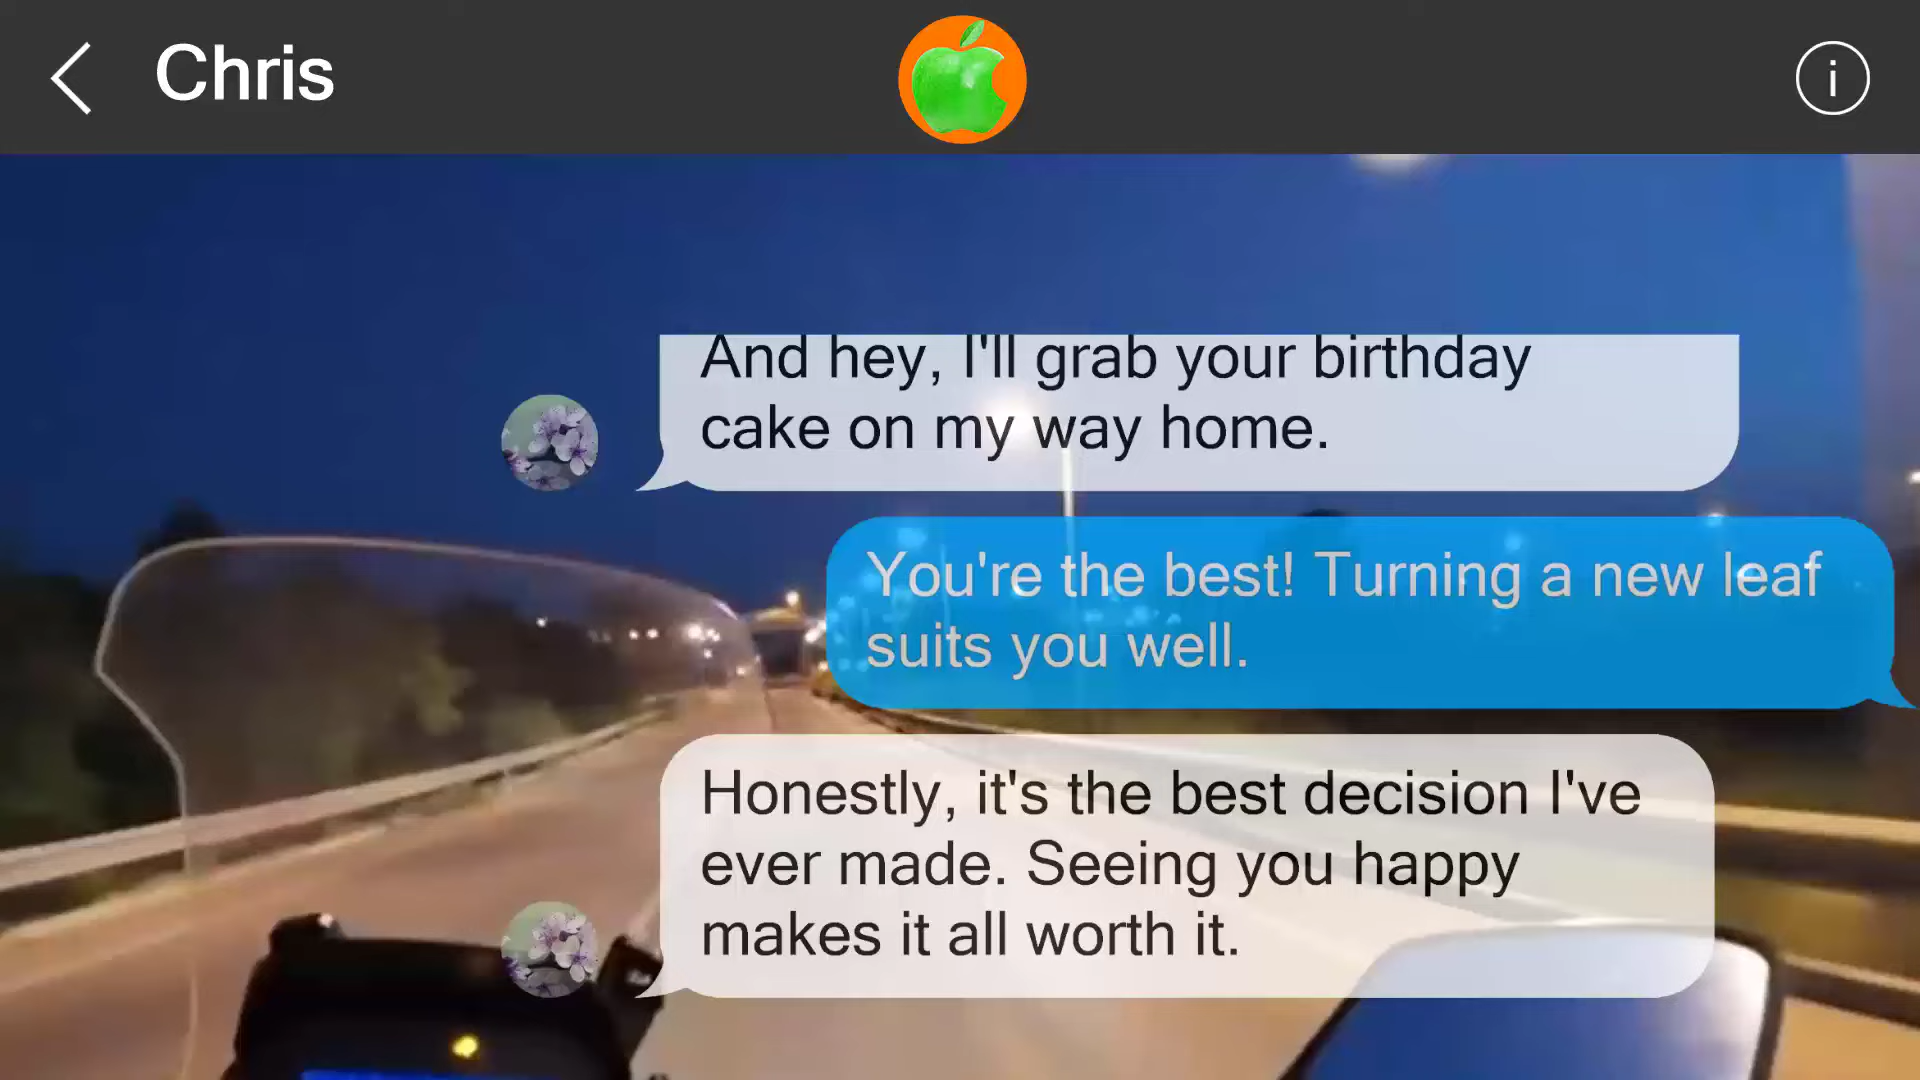 Chris
i
And hey, I'll grab your birthday
cake on my way home.
You're the best! Turning a new leaf
suits you well.
Honestly, it's the best decision I've
ever made. Seeing you happy
makes it all worth it.